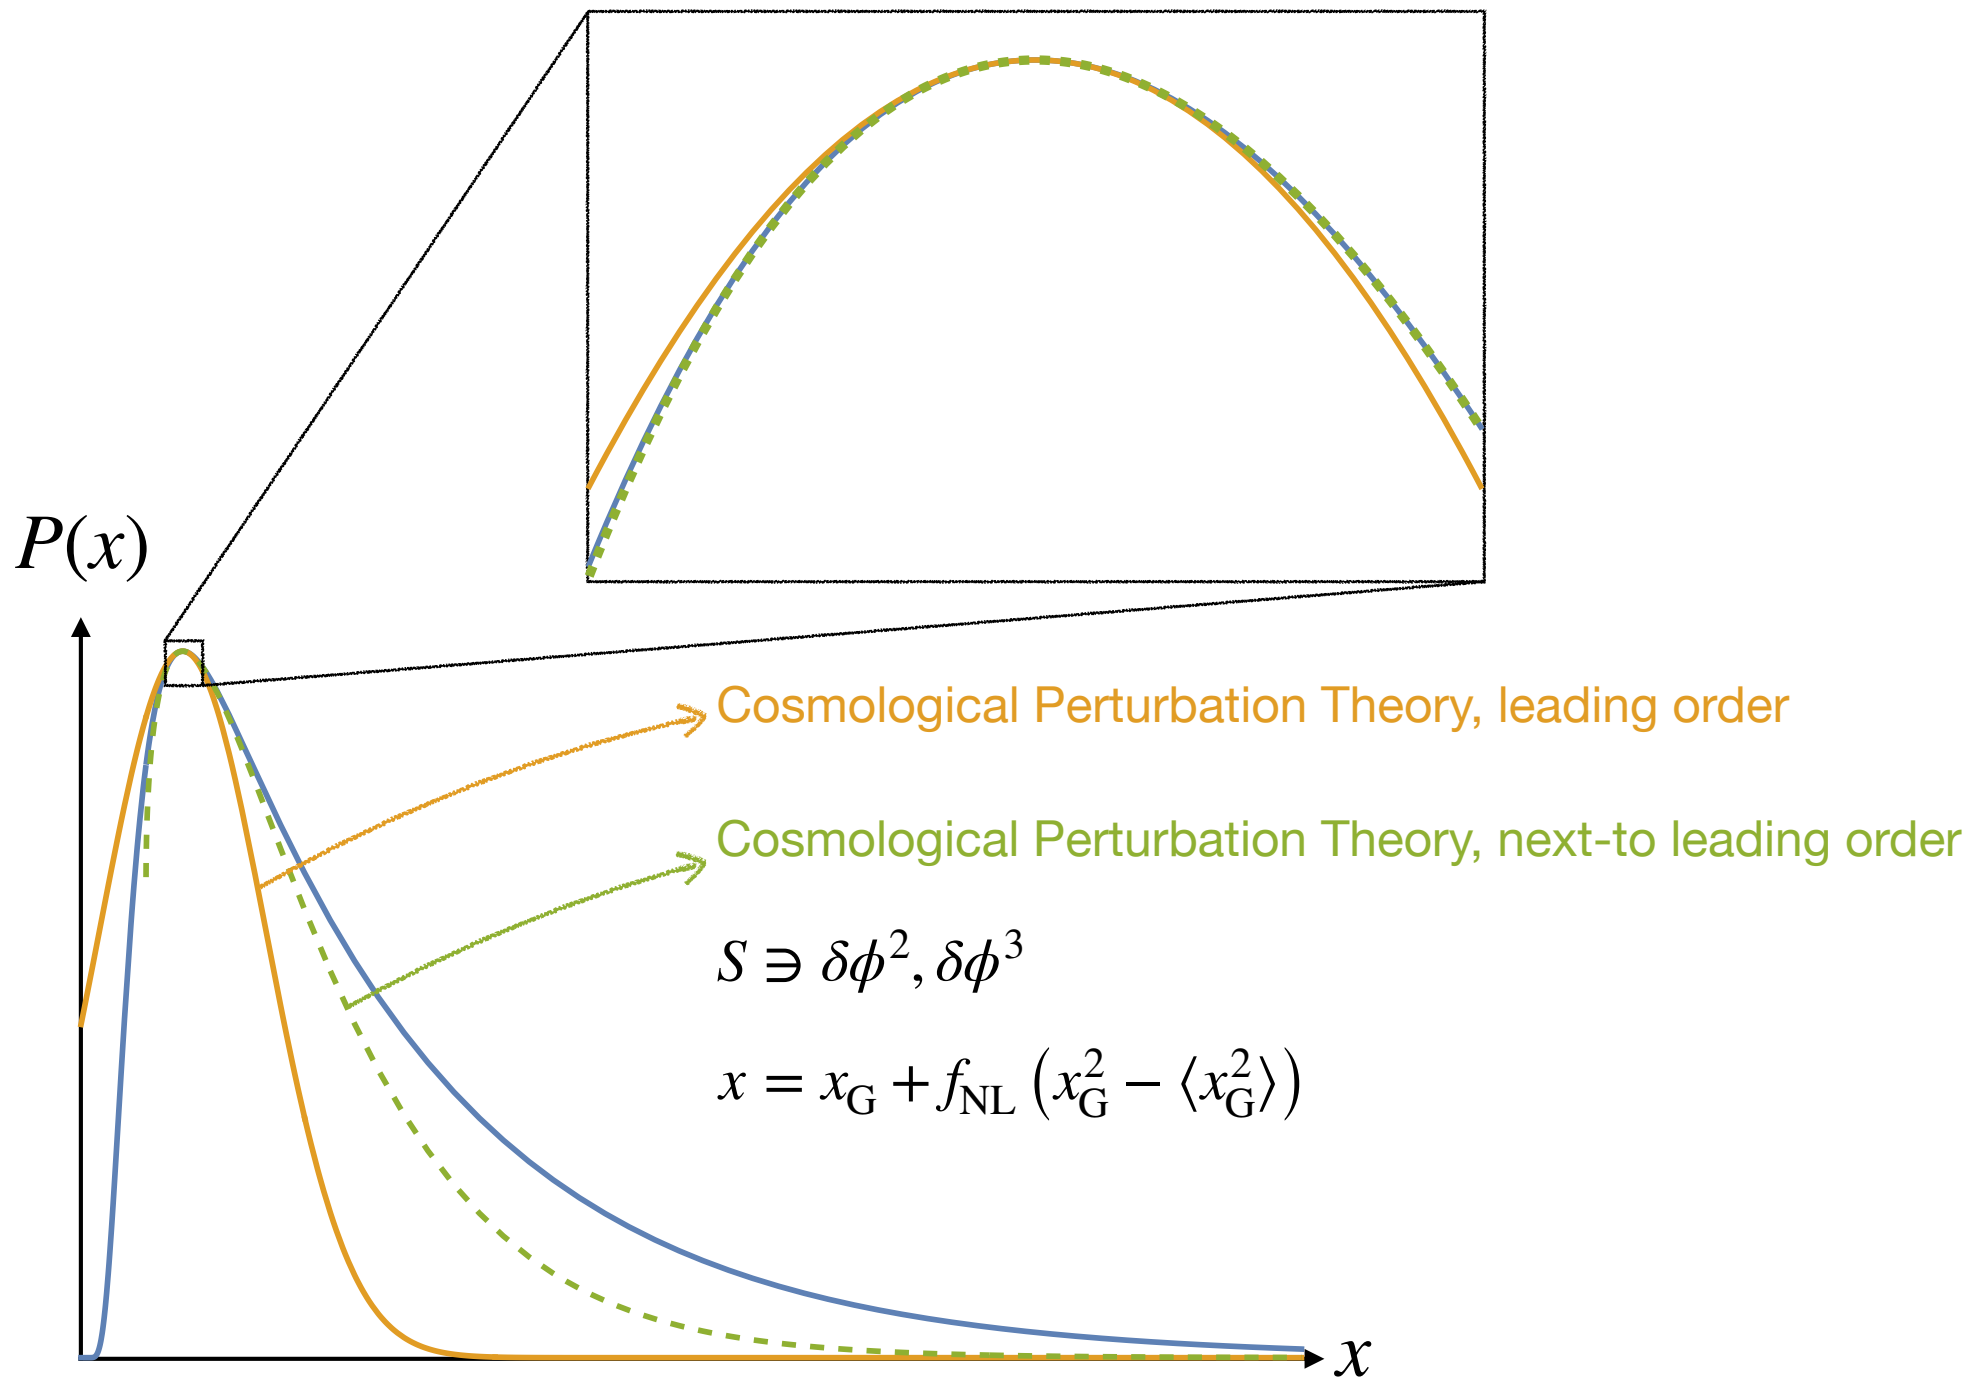 P(x)
Cosmological Perturbation Theory, leading order
Cosmological Perturbation Theory, next-to leading order
S ∋ δϕ², δϕ³
x = x_G + f_NL (x_G² − ⟨x_G²⟩)
x